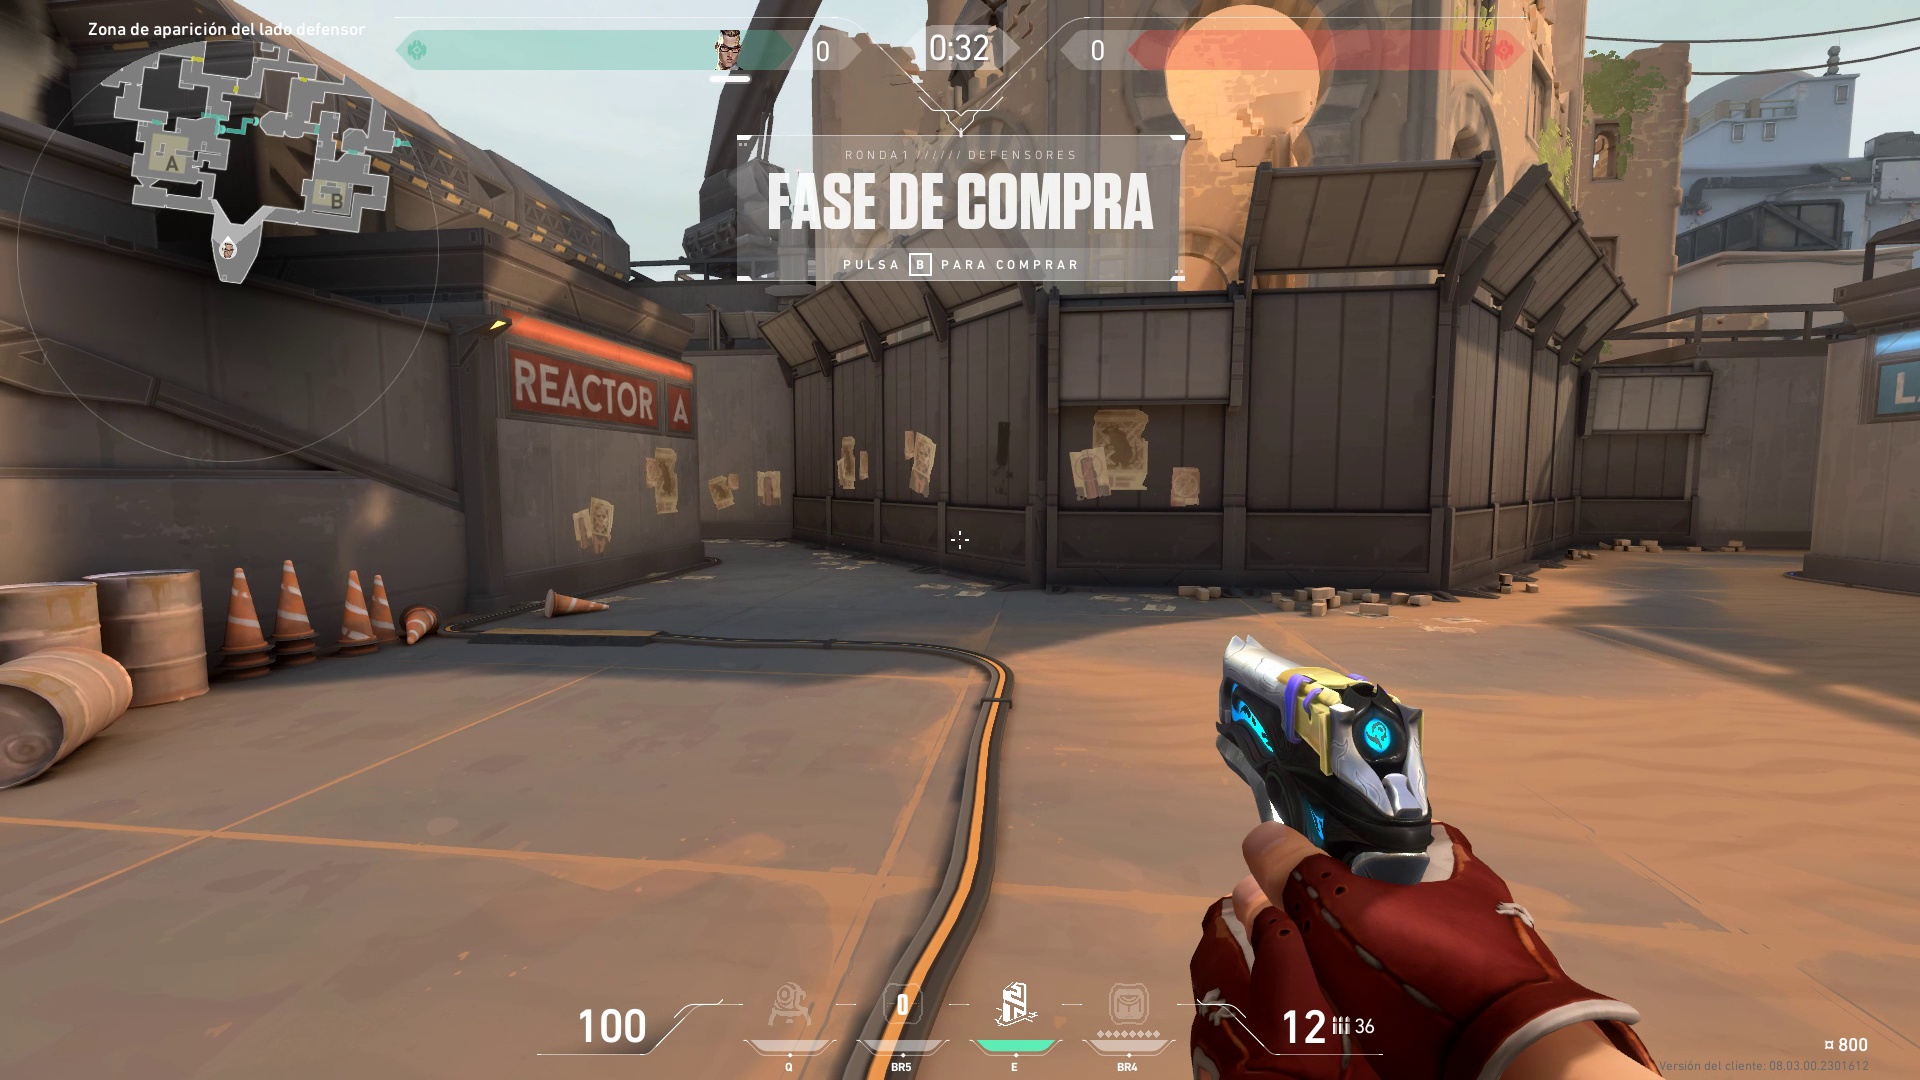 Zona de aparición del lado defensor
0
0:32
0
RONDA 1 ////// DEFENSORES
FASE DE COMPRA
PULSA B PARA COMPRAR
A
B
REACTOR A
100
0
Q
BR5
E
BR4
12
36
¤ 800
Versión del cliente: 08.03.00.2301612